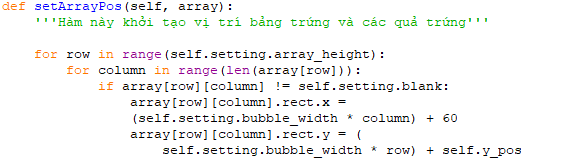 def setArrayPos(self, array):
    '''Hàm này khởi tạo vị trí bảng trứng và các quả trứng'''

    for row in range(self.setting.array_height):
        for column in range(len(array[row])):
            if array[row][column] != self.setting.blank:
                array[row][column].rect.x =
                (self.setting.bubble_width * column) + 60
                array[row][column].rect.y = (
                    self.setting.bubble_width * row) + self.y_pos